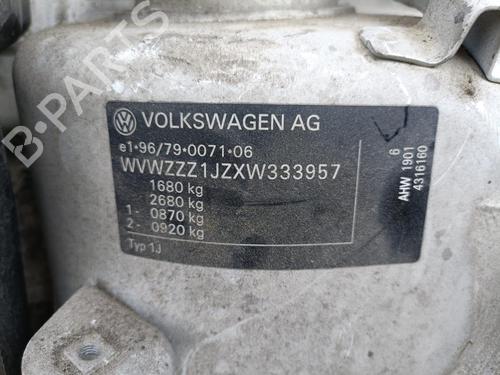 VOLKSWAGEN AG
e1*96/79*0071*06
WVWZZZ1JZXW333957
1680 kg
2680 kg
1- 0870 kg
2- 0920 kg
Typ 1J
6
AHW 1901
4316160
B-PARTS